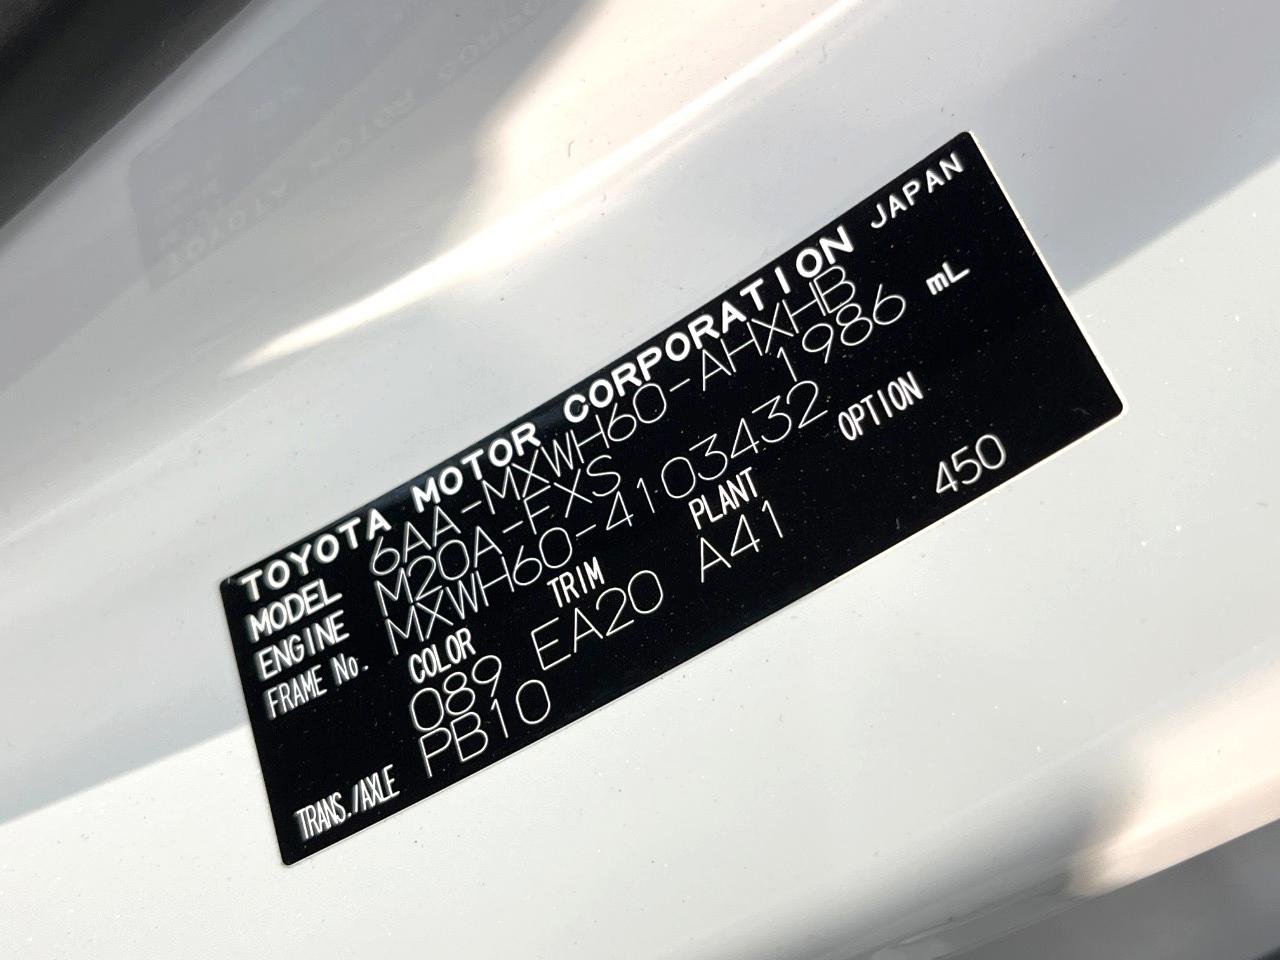 TOYOTA MOTOR CORPORATION JAPAN
MODEL 6AA-MXWH60-AHXHB
ENGINE M20A-FXS 1986 mL
FRAME No. MXWH60-4103432
COLOR TRIM PLANT OPTION
089 EA20 A41 450
TRANS./AXLE PB10